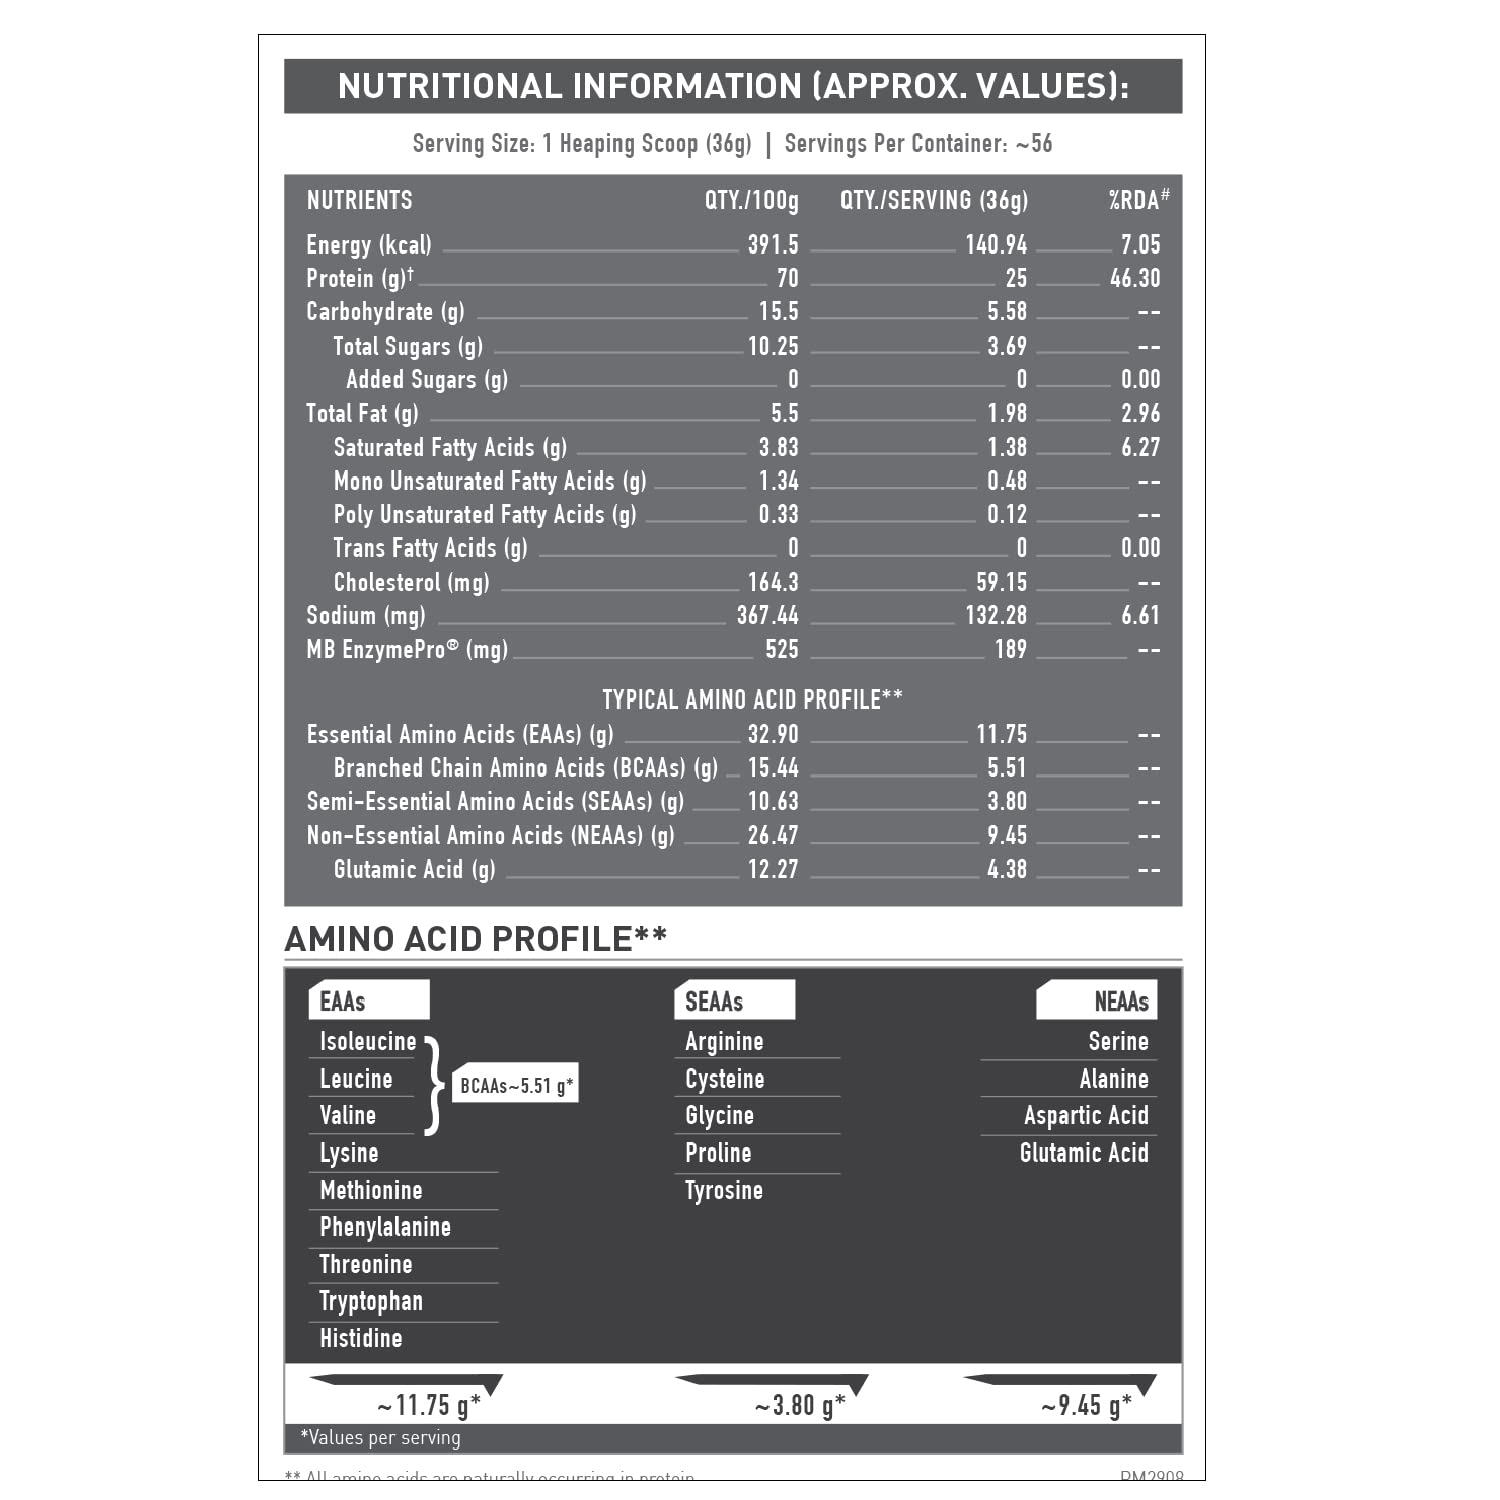 NUTRITIONAL INFORMATION (APPROX. VALUES):
Serving Size: 1 Heaping Scoop (36g) | Servings Per Container: ~56
NUTRIENTS QTY./100g QTY./SERVING (36g) %RDA#
Energy (kcal) 391.5 140.94 7.05
Protein (g)† 70 25 46.30
Carbohydrate (g) 15.5 5.58 --
Total Sugars (g) 10.25 3.69 --
Added Sugars (g) 0 0 0.00
Total Fat (g) 5.5 1.98 2.96
Saturated Fatty Acids (g) 3.83 1.38 6.27
Mono Unsaturated Fatty Acids (g) 1.34 0.48 --
Poly Unsaturated Fatty Acids (g) 0.33 0.12 --
Trans Fatty Acids (g) 0 0 0.00
Cholesterol (mg) 164.3 59.15 --
Sodium (mg) 367.44 132.28 6.61
MB EnzymePro® (mg) 525 189 --
TYPICAL AMINO ACID PROFILE**
Essential Amino Acids (EAAs) (g) 32.90 11.75 --
Branched Chain Amino Acids (BCAAs) (g) 15.44 5.51 --
Semi-Essential Amino Acids (SEAAs) (g) 10.63 3.80 --
Non-Essential Amino Acids (NEAAs) (g) 26.47 9.45 --
Glutamic Acid (g) 12.27 4.38 --
AMINO ACID PROFILE**
EAAs SEAAs NEAAs
Isoleucine Arginine Serine
Leucine BCAAs~5.51 g* Cysteine Alanine
Valine Glycine Aspartic Acid
Lysine Proline Glutamic Acid
Methionine Tyrosine
Phenylalanine
Threonine
Tryptophan
Histidine
~11.75 g* ~3.80 g* ~9.45 g*
*Values per serving
** All amino acids are naturally occurring in protein PM2908